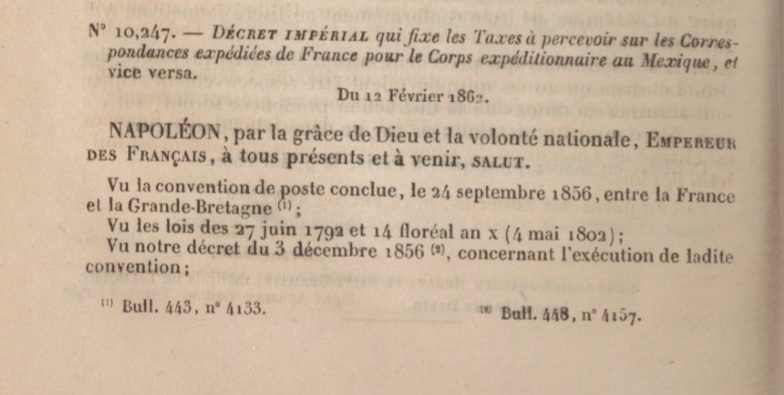 N° 10,247. — DÉCRET IMPÉRIAL qui fixe les Taxes à percevoir sur les Corres-
pondances expédiées de France pour le Corps expéditionnaire au Mexique, et
vice versa.
Du 12 Février 1862.
NAPOLÉON, par la grâce de Dieu et la volonté nationale, EMPEREUR
DES FRANÇAIS, à tous présents et à venir, SALUT.
Vu la convention de poste conclue, le 24 septembre 1856, entre la France
et la Grande-Bretagne (1);
Vu les lois des 27 juin 1792 et 14 floréal an X (4 mai 1802);
Vu notre décret du 3 décembre 1856 (2), concernant l'exécution de ladite
convention;
(1) Bull. 443, n° 4133. (2) Bull. 448, n° 4157.